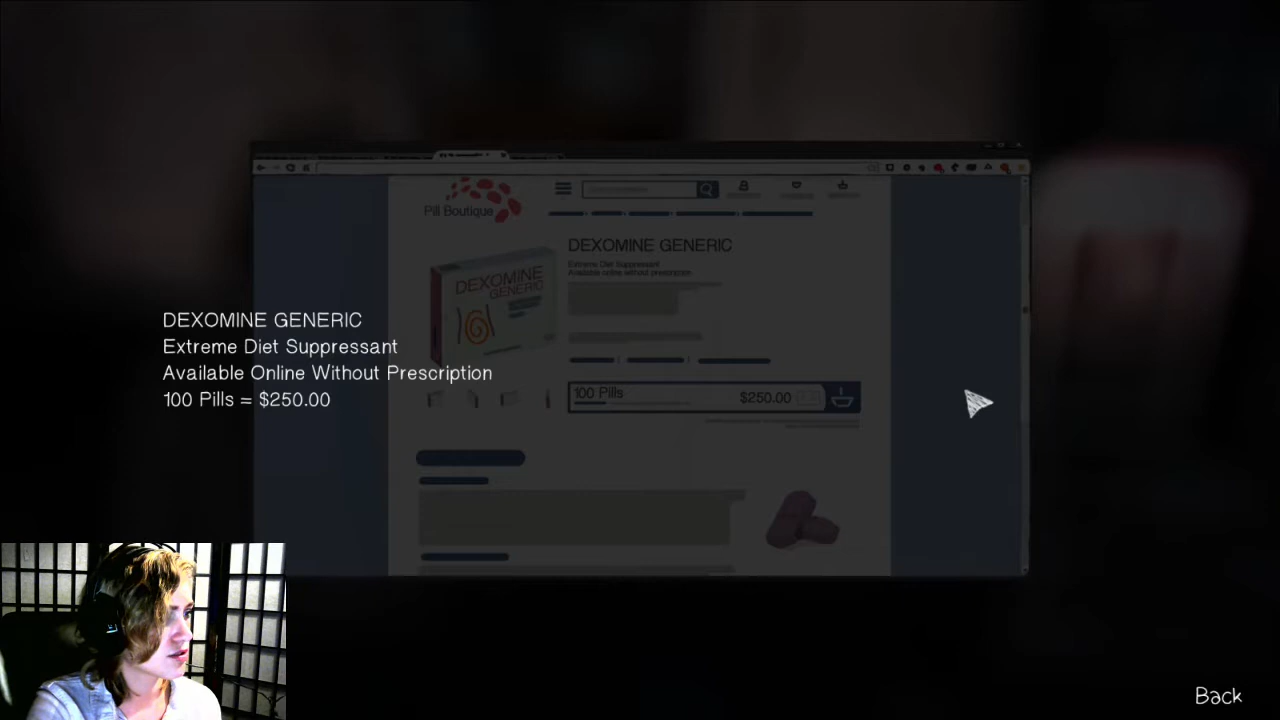 Pill Boutique
DEXOMINE GENERIC
Extreme Diet Suppressant
Available online without prescription
DEXOMINE
GENERIC
100 Pills
$250.00
DEXOMINE GENERIC
Extreme Diet Suppressant
Available Online Without Prescription
100 Pills = $250.00
Back